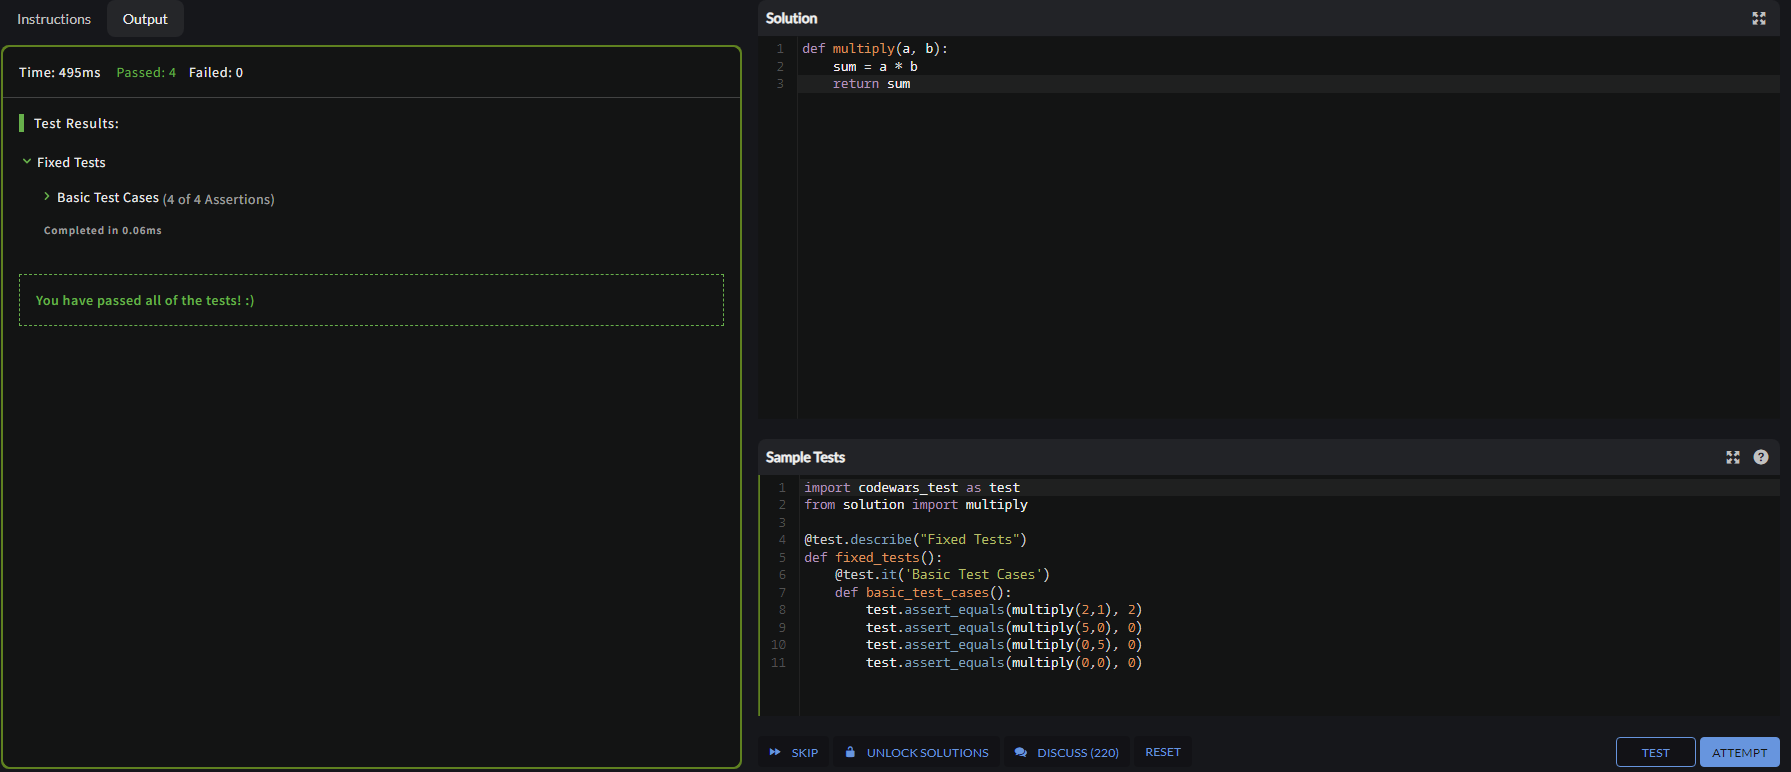 Instructions
Output
Time: 495ms Passed: 4 Failed: 0
Test Results:
Fixed Tests
Basic Test Cases (4 of 4 Assertions)
Completed in 0.06ms
You have passed all of the tests! :)
Solution
1 def multiply(a, b):
2     sum = a * b
3     return sum
Sample Tests
?
1 import codewars_test as test
2 from solution import multiply
3
4 @test.describe("Fixed Tests")
5 def fixed_tests():
6     @test.it('Basic Test Cases')
7     def basic_test_cases():
8         test.assert_equals(multiply(2,1), 2)
9         test.assert_equals(multiply(5,0), 0)
10         test.assert_equals(multiply(0,5), 0)
11         test.assert_equals(multiply(0,0), 0)
SKIP UNLOCK SOLUTIONS DISCUSS (220) RESET TEST ATTEMPT